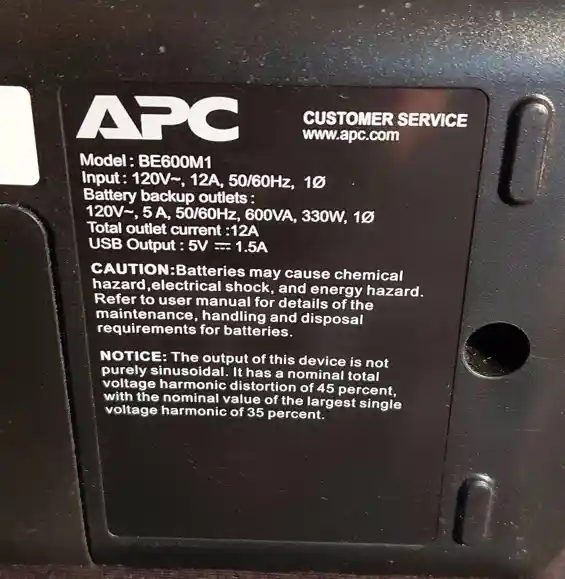 APC
CUSTOMER SERVICE
www.apc.com
Model : BE600M1
Input : 120V~, 12A, 50/60Hz, 1Ø
Battery backup outlets :
120V~, 5 A, 50/60Hz, 600VA, 330W, 1Ø
Total outlet current :12A
USB Output : 5V ⎓ 1.5A
CAUTION:Batteries may cause chemical
hazard,electrical shock, and energy hazard.
Refer to user manual for details of the
maintenance, handling and disposal
requirements for batteries.
NOTICE: The output of this device is not
purely sinusoidal. It has a nominal total
voltage harmonic distortion of 45 percent,
with the nominal value of the largest single
voltage harmonic of 35 percent.